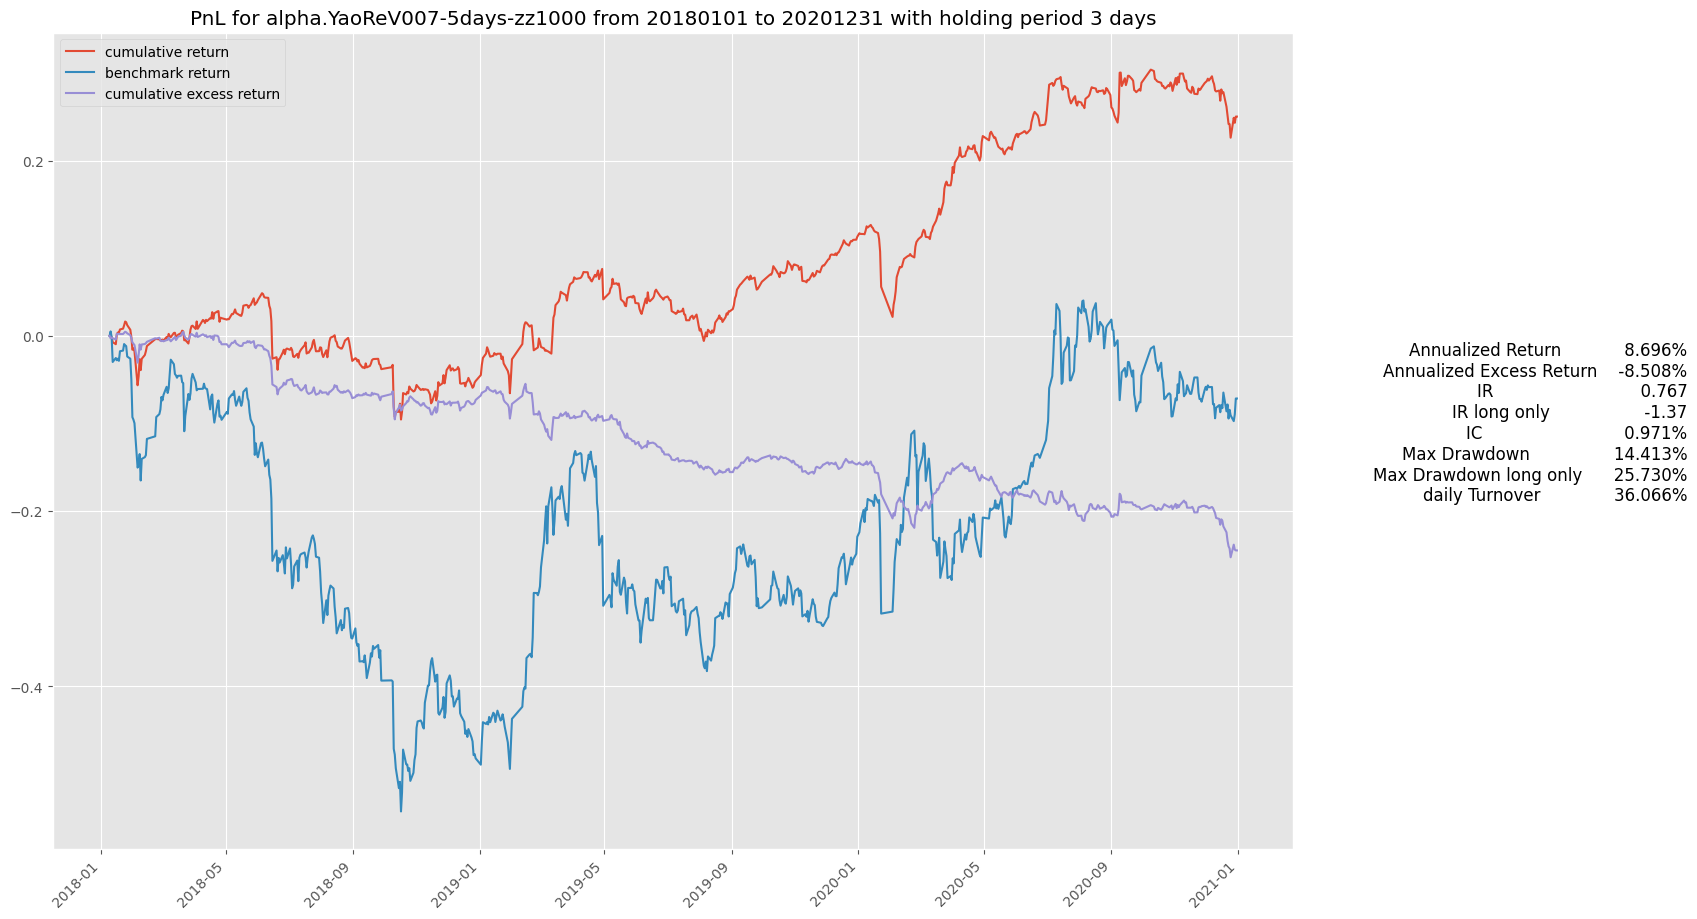 PnL for alpha.YaoReV007-5days-zz1000 from 20180101 to 20201231 with holding period 3 days
cumulative return
benchmark return
cumulative excess return
0.2
0.0
−0.2
−0.4
2018-01
2018-05
2018-09
2019-01
2019-05
2019-09
2020-01
2020-05
2020-09
2021-01
Annualized Return 8.696%
Annualized Excess Return -8.508%
IR 0.767
IR long only -1.37
IC 0.971%
Max Drawdown 14.413%
Max Drawdown long only 25.730%
daily Turnover 36.066%